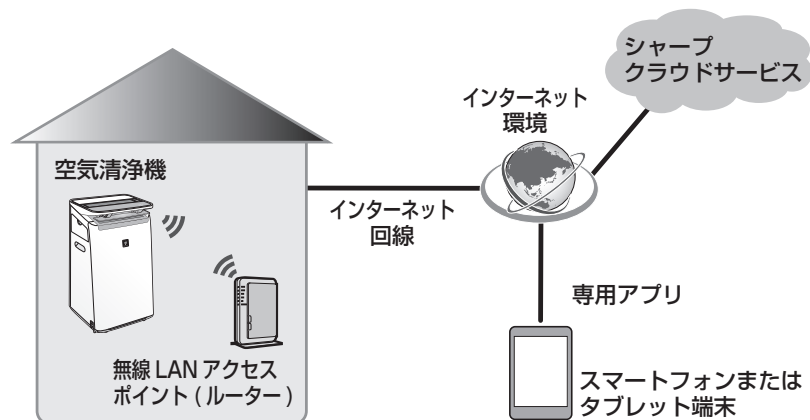 シャープ
クラウドサービス
インターネット
環境
空気清浄機
インターネット
回線
専用アプリ
無線 LAN アクセス
ポイント ( ルーター )
スマートフォンまたは
タブレット端末